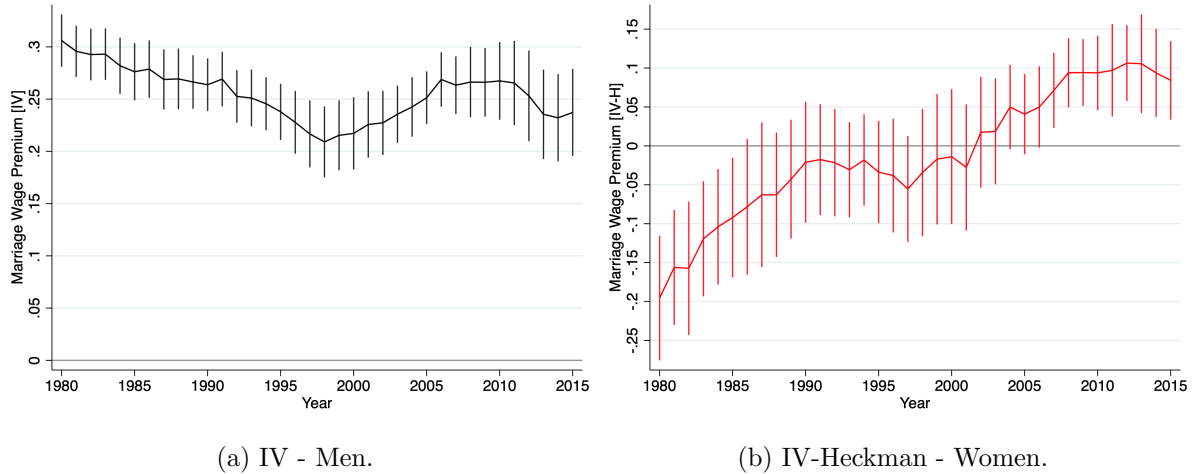 Marriage Wage Premium [IV]
.3
.25
.2
.15
.1
.05
0
1980 1985 1990 1995 2000 2005 2010 2015
Year
(a) IV - Men.
Marriage Wage Premium [IV-H]
.15
.1
.05
0
-.05
-.1
-.15
-.2
-.25
1980 1985 1990 1995 2000 2005 2010 2015
Year
(b) IV-Heckman - Women.